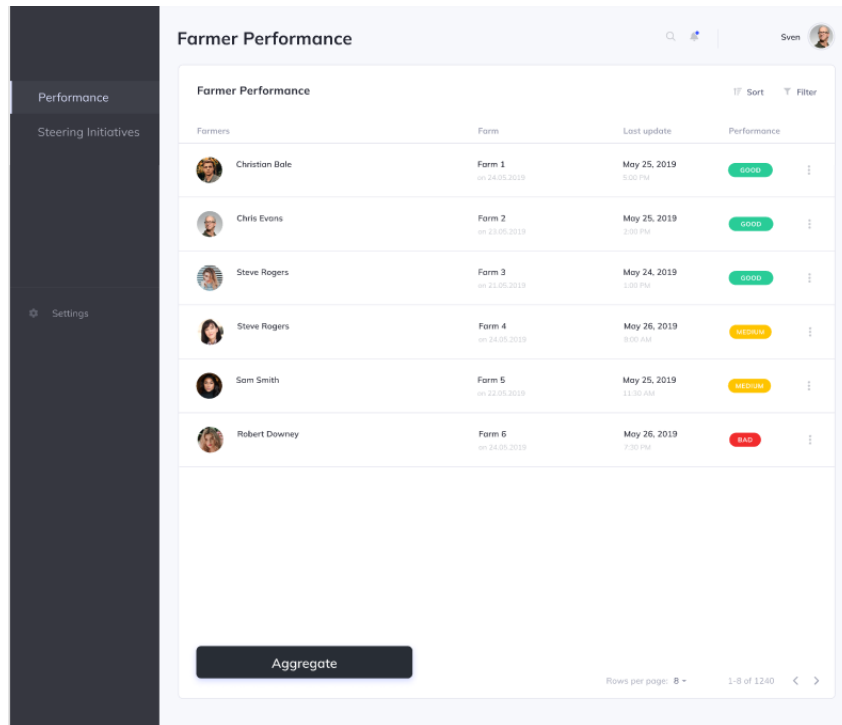 Farmer Performance
Sven
Performance
Steering Initiatives
Settings
Farmer Performance
Sort
Filter
Farmers Farm Last update Performance
Christian Bale Farm 1 May 25, 2019 GOOD
on 24.05.2019 5:00 PM
Chris Evans Farm 2 May 25, 2019 GOOD
on 23.05.2019 2:00 PM
Steve Rogers Farm 3 May 24, 2019 GOOD
on 21.05.2019 1:00 PM
Steve Rogers Farm 4 May 26, 2019 MEDIUM
on 24.05.2019 9:00 AM
Sam Smith Farm 5 May 25, 2019 MEDIUM
on 22.05.2019 11:30 AM
Robert Downey Farm 6 May 26, 2019 BAD
on 24.05.2019 7:30 PM
Aggregate
Rows per page: 8 1-8 of 1240